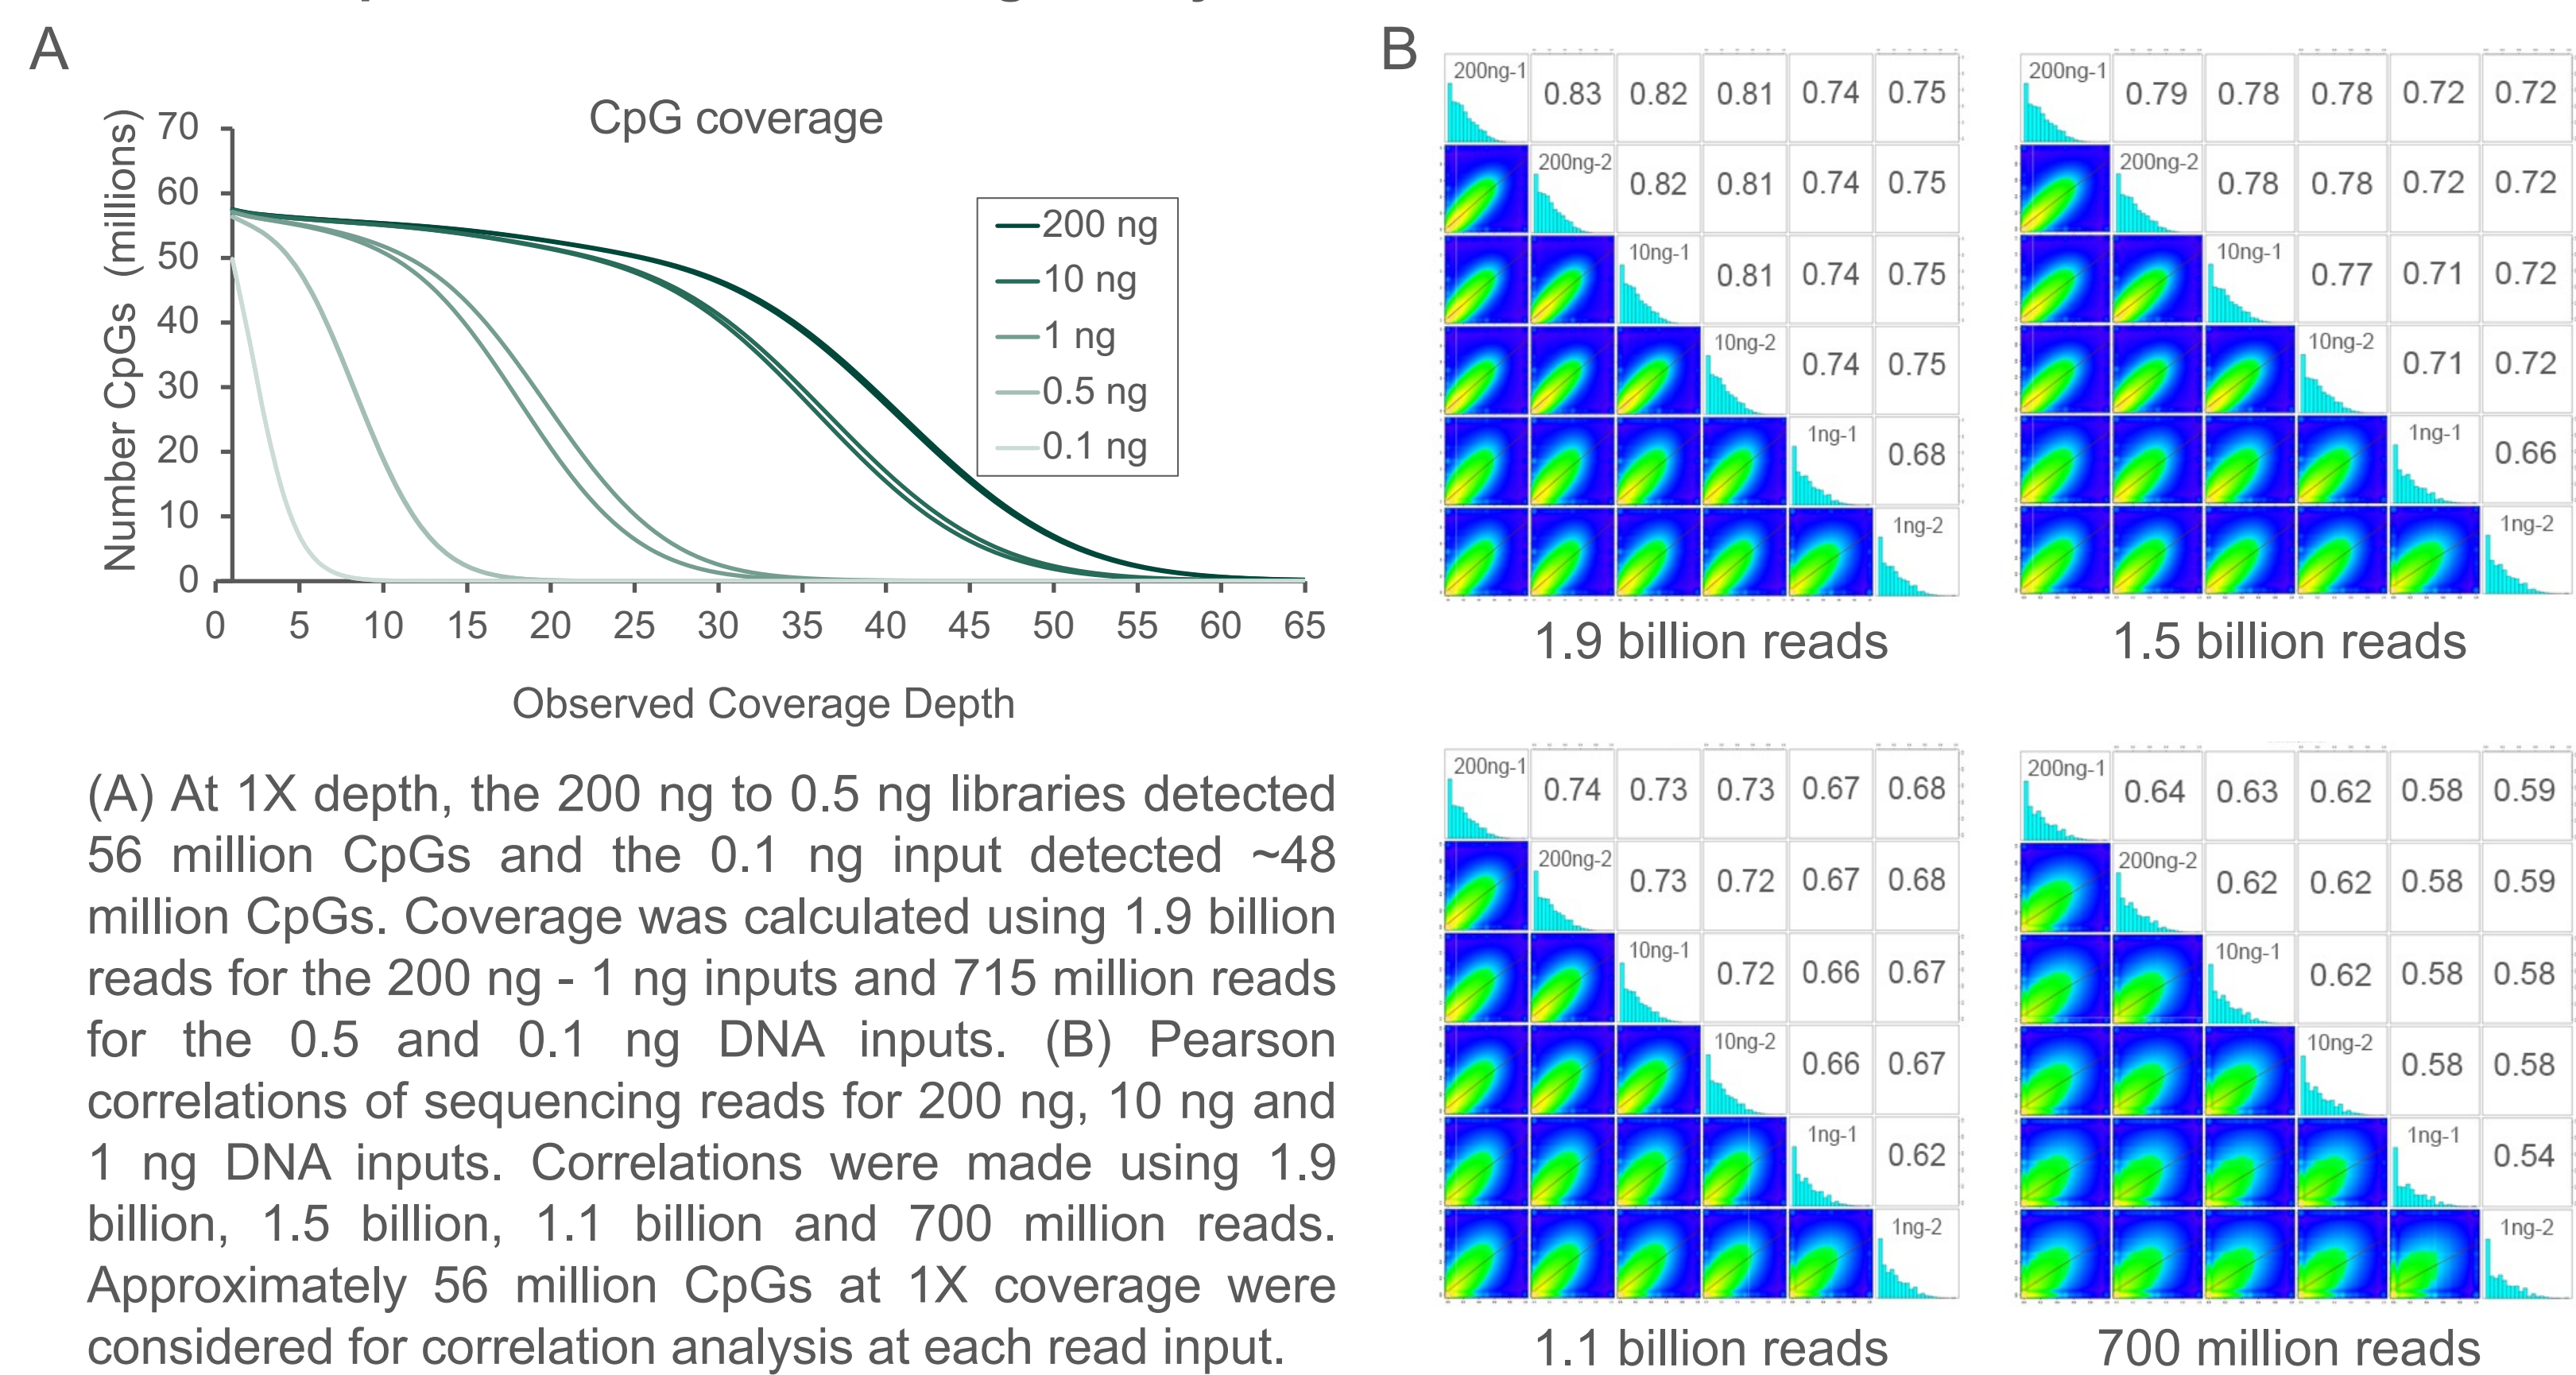 A
CpG coverage
Number CpGs (millions)
70
60
50
40
30
20
10
0
0 5 10 15 20 25 30 35 40 45 50 55 60 65
Observed Coverage Depth
200 ng
10 ng
1 ng
0.5 ng
0.1 ng
(A) At 1X depth, the 200 ng to 0.5 ng libraries detected
56 million CpGs and the 0.1 ng input detected ~48
million CpGs. Coverage was calculated using 1.9 billion
reads for the 200 ng - 1 ng inputs and 715 million reads
for the 0.5 and 0.1 ng DNA inputs. (B) Pearson
correlations of sequencing reads for 200 ng, 10 ng and
1 ng DNA inputs. Correlations were made using 1.9
billion, 1.5 billion, 1.1 billion and 700 million reads.
Approximately 56 million CpGs at 1X coverage were
considered for correlation analysis at each read input.
B
200ng-1 0.83 0.82 0.81 0.74 0.75
200ng-2 0.82 0.81 0.74 0.75
10ng-1 0.81 0.74 0.75
10ng-2 0.74 0.75
1ng-1 0.68
1ng-2
1.9 billion reads
200ng-1 0.79 0.78 0.78 0.72 0.72
200ng-2 0.78 0.78 0.72 0.72
10ng-1 0.77 0.71 0.72
10ng-2 0.71 0.72
1ng-1 0.66
1ng-2
1.5 billion reads
200ng-1 0.74 0.73 0.73 0.67 0.68
200ng-2 0.73 0.72 0.67 0.68
10ng-1 0.72 0.66 0.67
10ng-2 0.66 0.67
1ng-1 0.62
1ng-2
1.1 billion reads
200ng-1 0.64 0.63 0.62 0.58 0.59
200ng-2 0.62 0.62 0.58 0.59
10ng-1 0.62 0.58 0.58
10ng-2 0.58 0.58
1ng-1 0.54
1ng-2
700 million reads